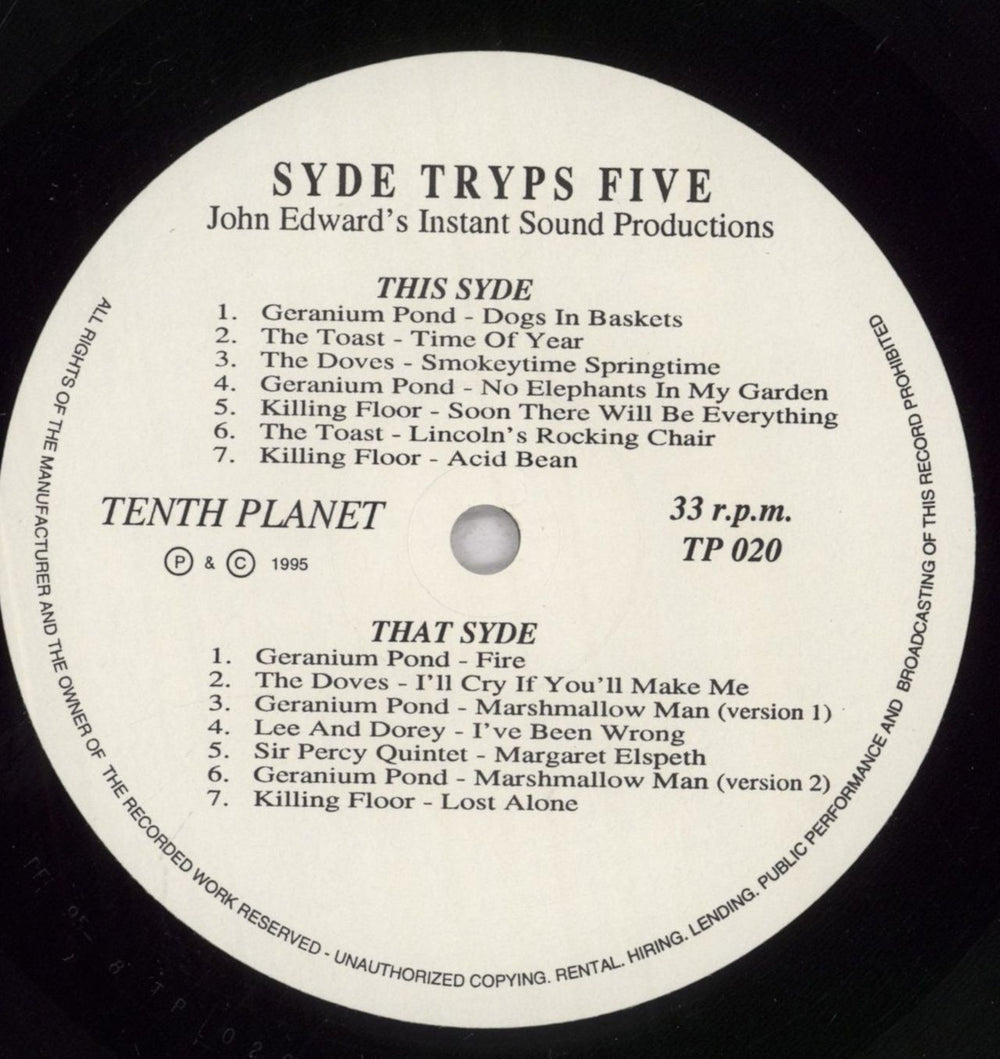 SYDE TRYPS FIVE
John Edward's Instant Sound Productions
THIS SYDE
1. Geranium Pond - Dogs In Baskets
2. The Toast - Time Of Year
3. The Doves - Smokeytime Springtime
4. Geranium Pond - No Elephants In My Garden
5. Killing Floor - Soon There Will Be Everything
6. The Toast - Lincoln's Rocking Chair
7. Killing Floor - Acid Bean
TENTH PLANET
33 r.p.m.
Ⓟ & © 1995
TP 020
THAT SYDE
1. Geranium Pond - Fire
2. The Doves - I'll Cry If You'll Make Me
3. Geranium Pond - Marshmallow Man (version 1)
4. Lee And Dorey - I've Been Wrong
5. Sir Percy Quintet - Margaret Elspeth
6. Geranium Pond - Marshmallow Man (version 2)
7. Killing Floor - Lost Alone
ALL RIGHTS OF THE MANUFACTURER AND THE OWNER OF THE RECORDED WORK RESERVED - UNAUTHORIZED COPYING. RENTAL. HIRING. LENDING. PUBLIC PERFORMANCE AND BROADCASTING OF THIS RECORD PROHIBITED